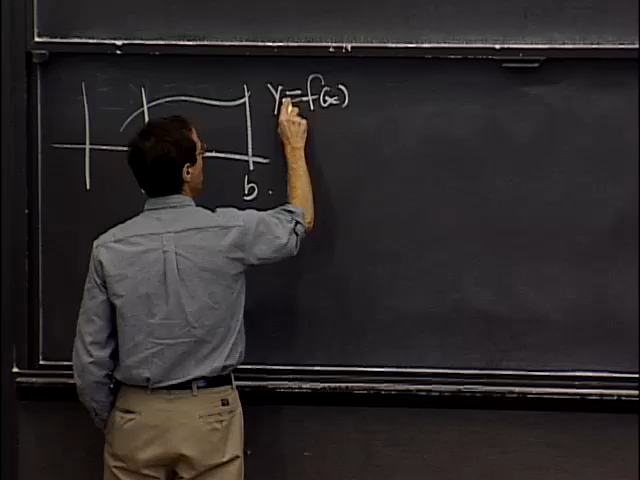 y = f(x)
b